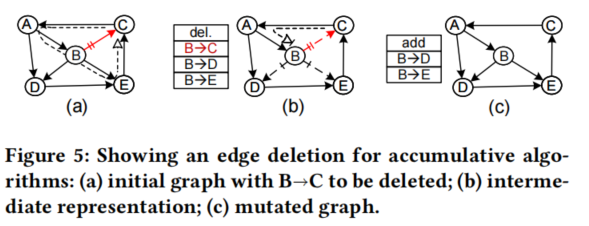 A
C
B
D
E
(a)
del.
B→C
B→D
B→E
A
C
B
D
E
(b)
add
B→D
B→E
A
C
B
D
E
(c)
Figure 5: Showing an edge deletion for accumulative algo-
rithms: (a) initial graph with B→C to be deleted; (b) interme-
diate representation; (c) mutated graph.